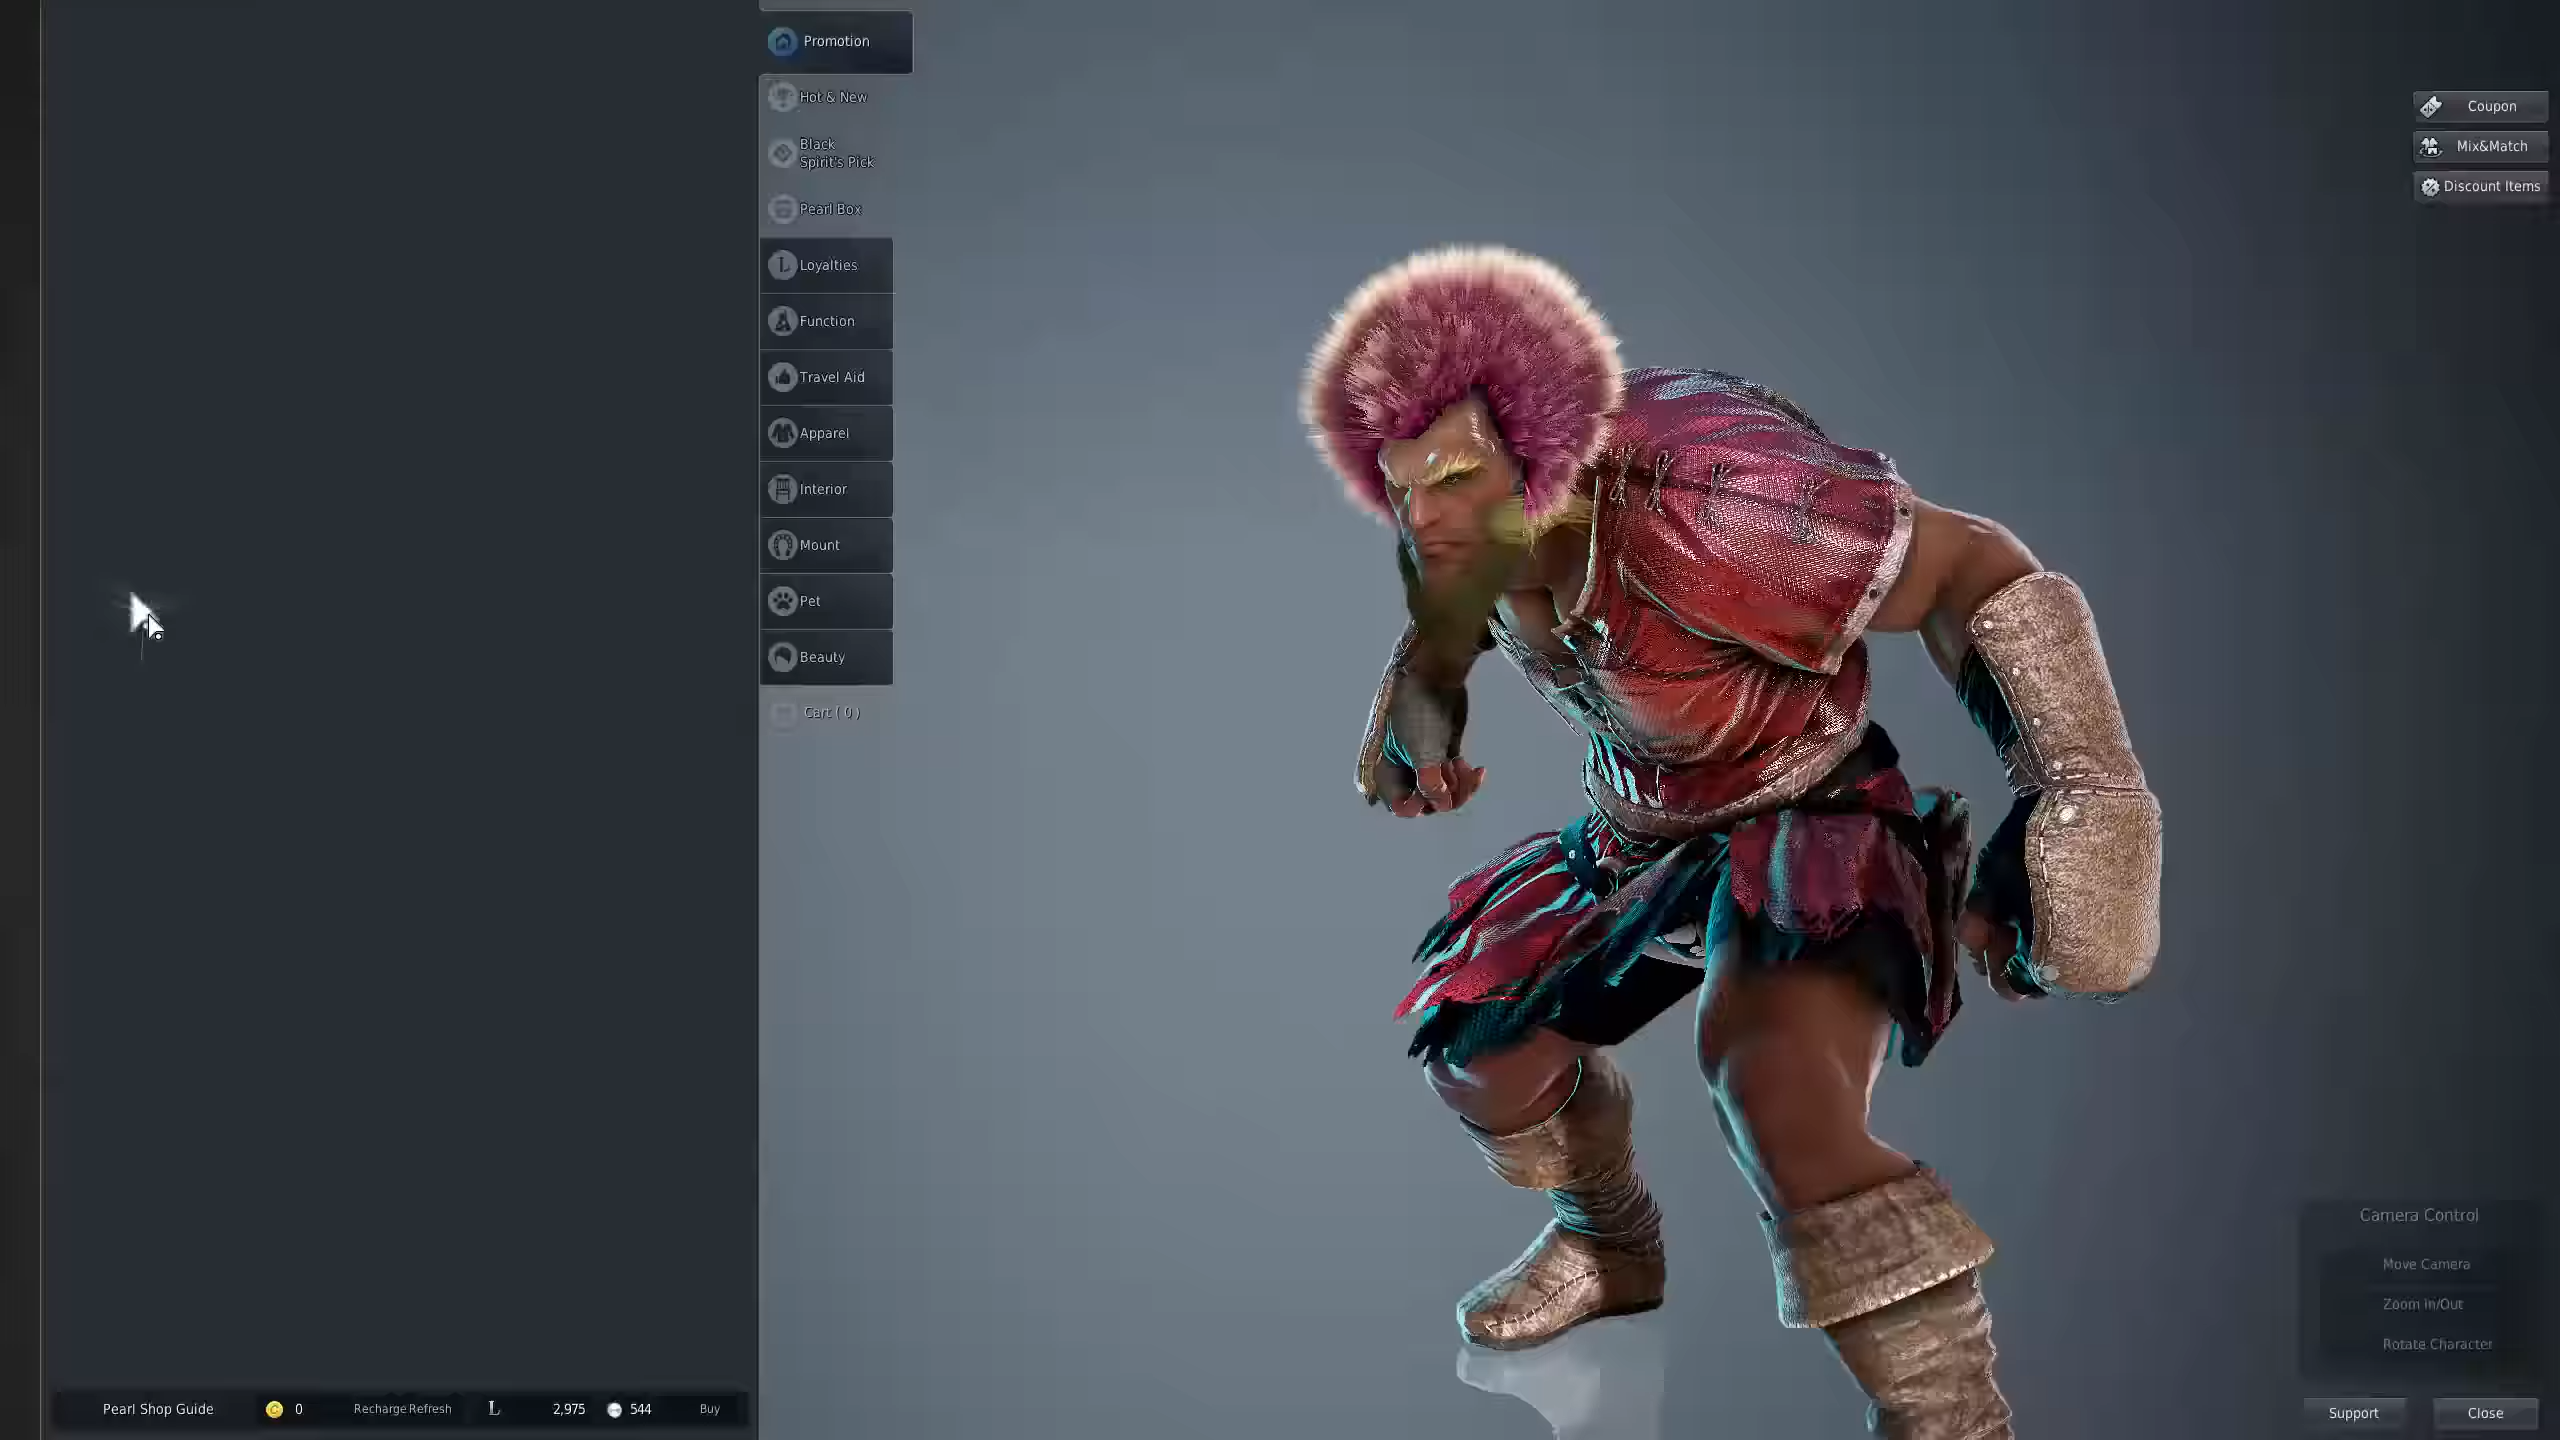 Promotion
Hot & New
Black
Spirit's Pick
Pearl Box
Loyalties
Function
Travel Aid
Apparel
Interior
Mount
Pet
Beauty
Cart ( 0 )
Coupon
Mix&Match
Discount Items
Camera Control
Move Camera
Zoom In/Out
Rotate Character
Pearl Shop Guide
0
Recharge Refresh
L
2,975
544
Buy
Support
Close